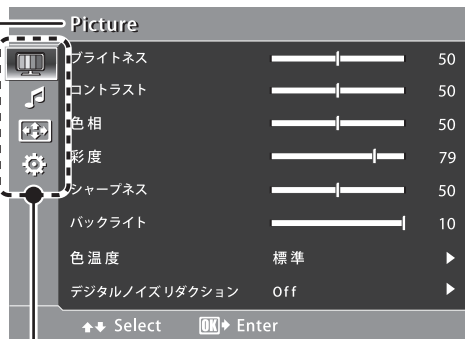 Picture
ブライトネス 50
コントラスト 50
色相 50
彩度 79
シャープネス 50
バックライト 10
色温度 標準
デジタルノイズリダクション Off
Select OK Enter